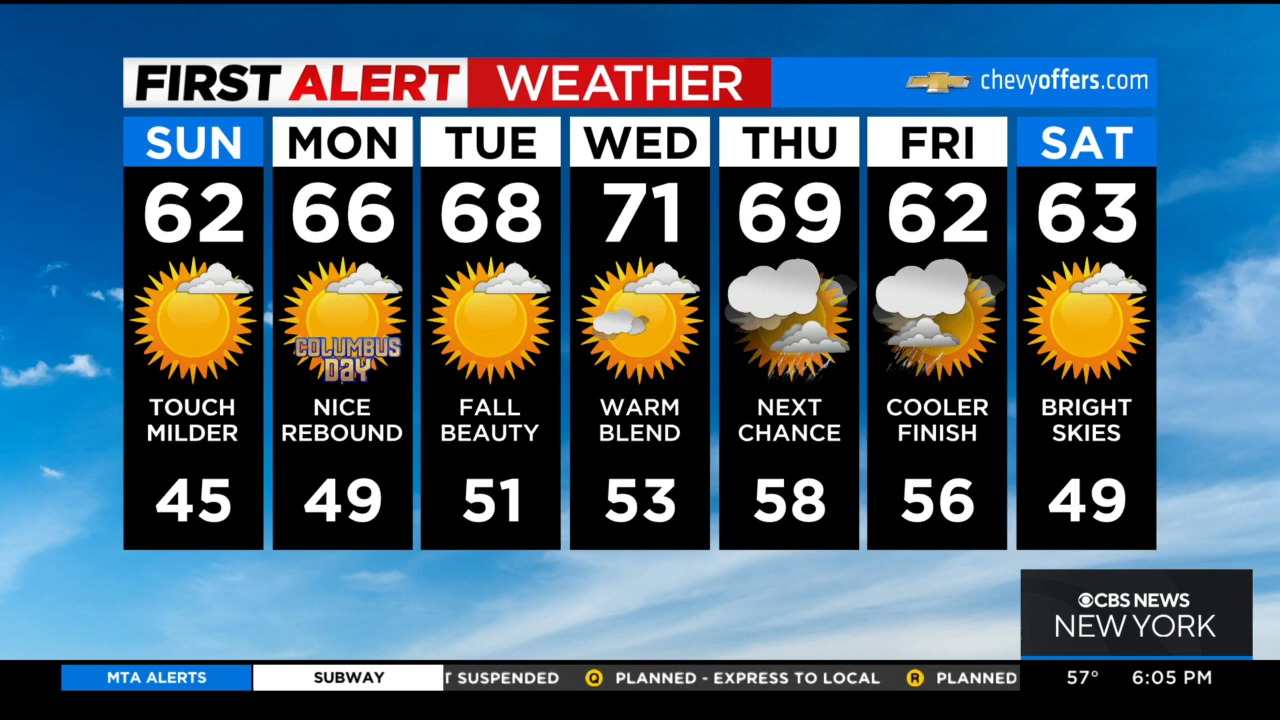 FIRST ALERT WEATHER
chevyoffers.com
SUN MON TUE WED THU FRI SAT
62 66 68 71 69 62 63
COLUMBUS
DAY
TOUCH NICE FALL WARM NEXT COOLER BRIGHT
MILDER REBOUND BEAUTY BLEND CHANCE FINISH SKIES
45 49 51 53 58 56 49
CBS NEWS
NEW YORK
MTA ALERTS SUBWAY SUSPENDED Q PLANNED - EXPRESS TO LOCAL R PLANNED 57° 6:05 PM